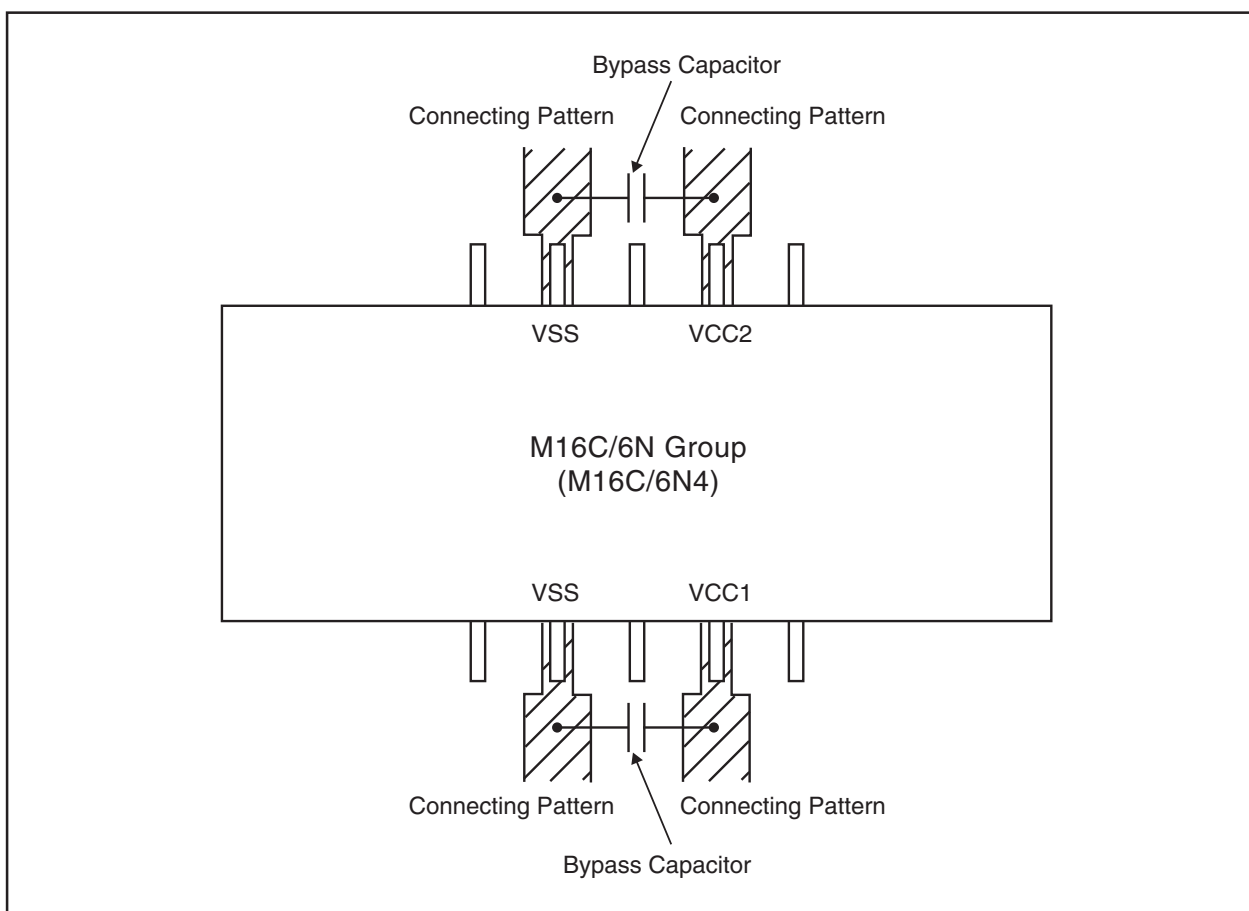 Bypass Capacitor
Connecting Pattern Connecting Pattern
VSS VCC2
M16C/6N Group
(M16C/6N4)
VSS VCC1
Connecting Pattern Connecting Pattern
Bypass Capacitor